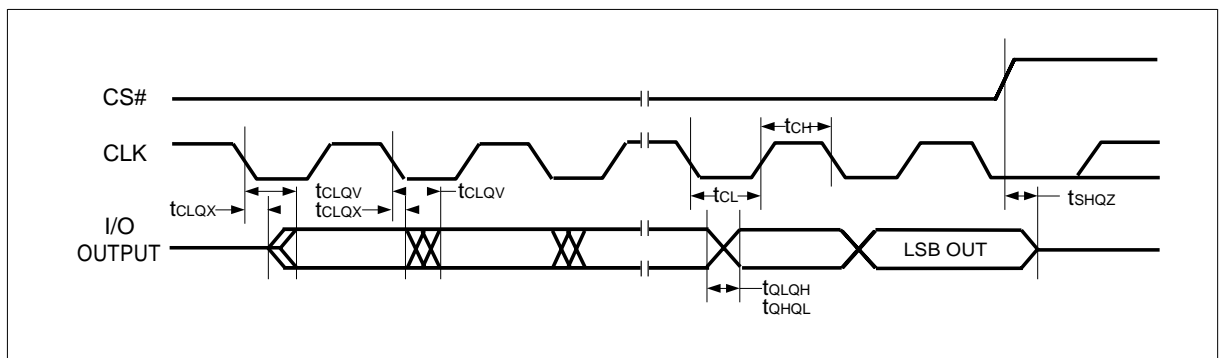 CS#
CLK
tCH
tCLQV
tCLQV
tCLQX
tCLQX
tCL
tSHQZ
I/O
OUTPUT
LSB OUT
tQLQH
tQHQL